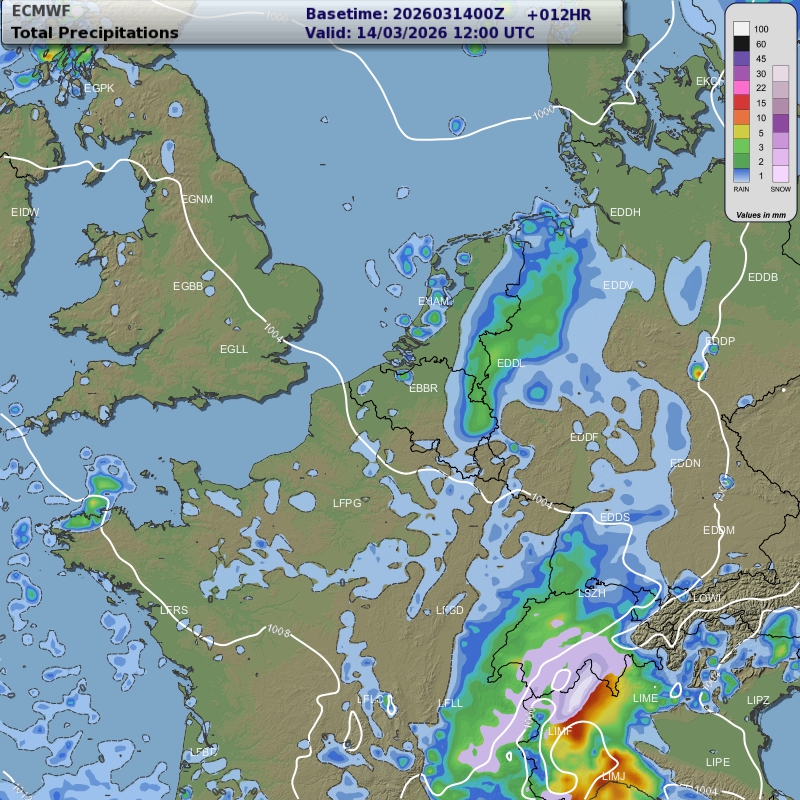 ECMWF
Basetime: 2026031400Z +012HR
Total Precipitations
Valid: 14/03/2026 12:00 UTC
100
60
45
30
22
15
10
5
3
2
1
RAIN SNOW
Values in mm
1000
EGPK
1000
EGNM
EIDW
EDDH
EDDB
EGBB
EDDV
1004
EDDP
EGLL
EDDL
EBBR
EDDF
EDDN
LFPG
1004
EDDS
EDDM
LSZH
LOWI
LFRS
1008
LFLL
LIME
LIPZ
LIMF
LIPE
LIMJ
1004